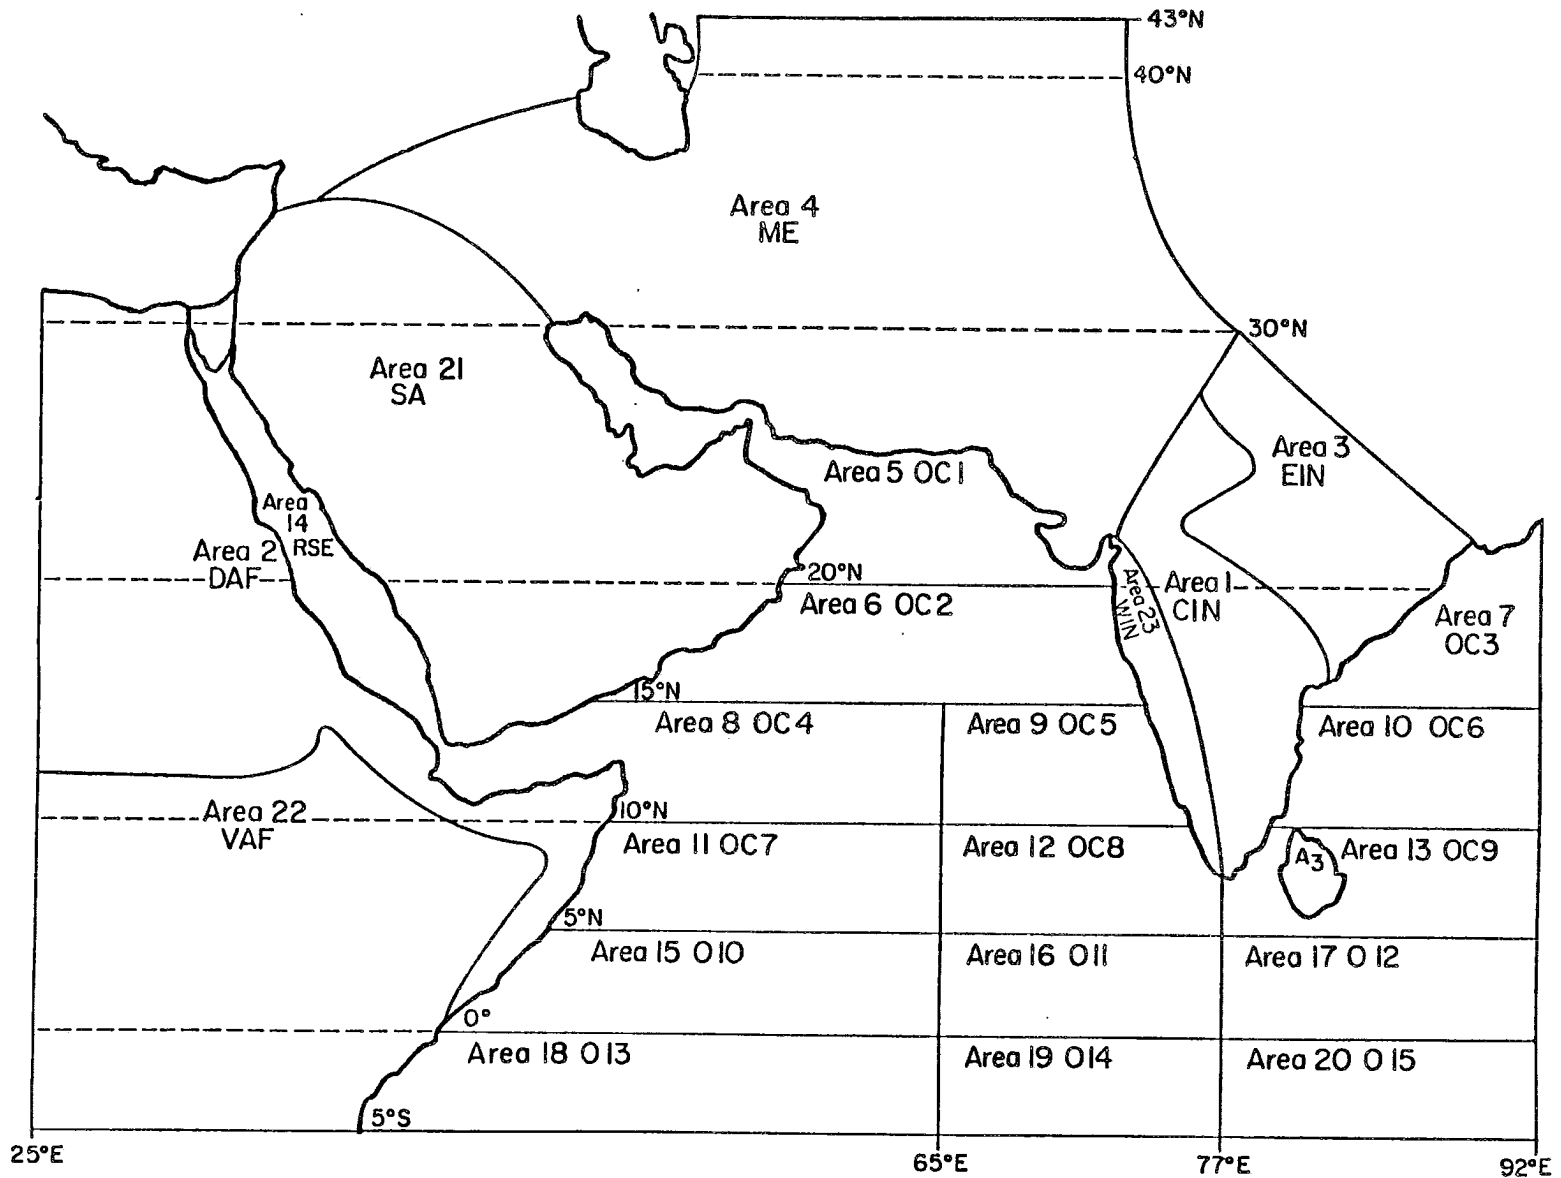 43°N
40°N
Area 4
ME
30°N
Area 21
SA
Area 3
EIN
Area 5 OC1
Area
14
RSE
Area 2
DAF
20°N
Area 6 OC2
Area 23
WIN
Area 1
CIN
Area 7
OC3
15°N
Area 8 OC4
Area 9 OC5
Area 10 OC6
Area 22
VAF
10°N
Area 11 OC7
Area 12 OC8
A3
Area 13 OC9
5°N
Area 15 O10
Area 16 O11
Area 17 O12
0°
Area 18 O13
Area 19 O14
Area 20 O15
5°S
25°E
65°E
77°E
92°E